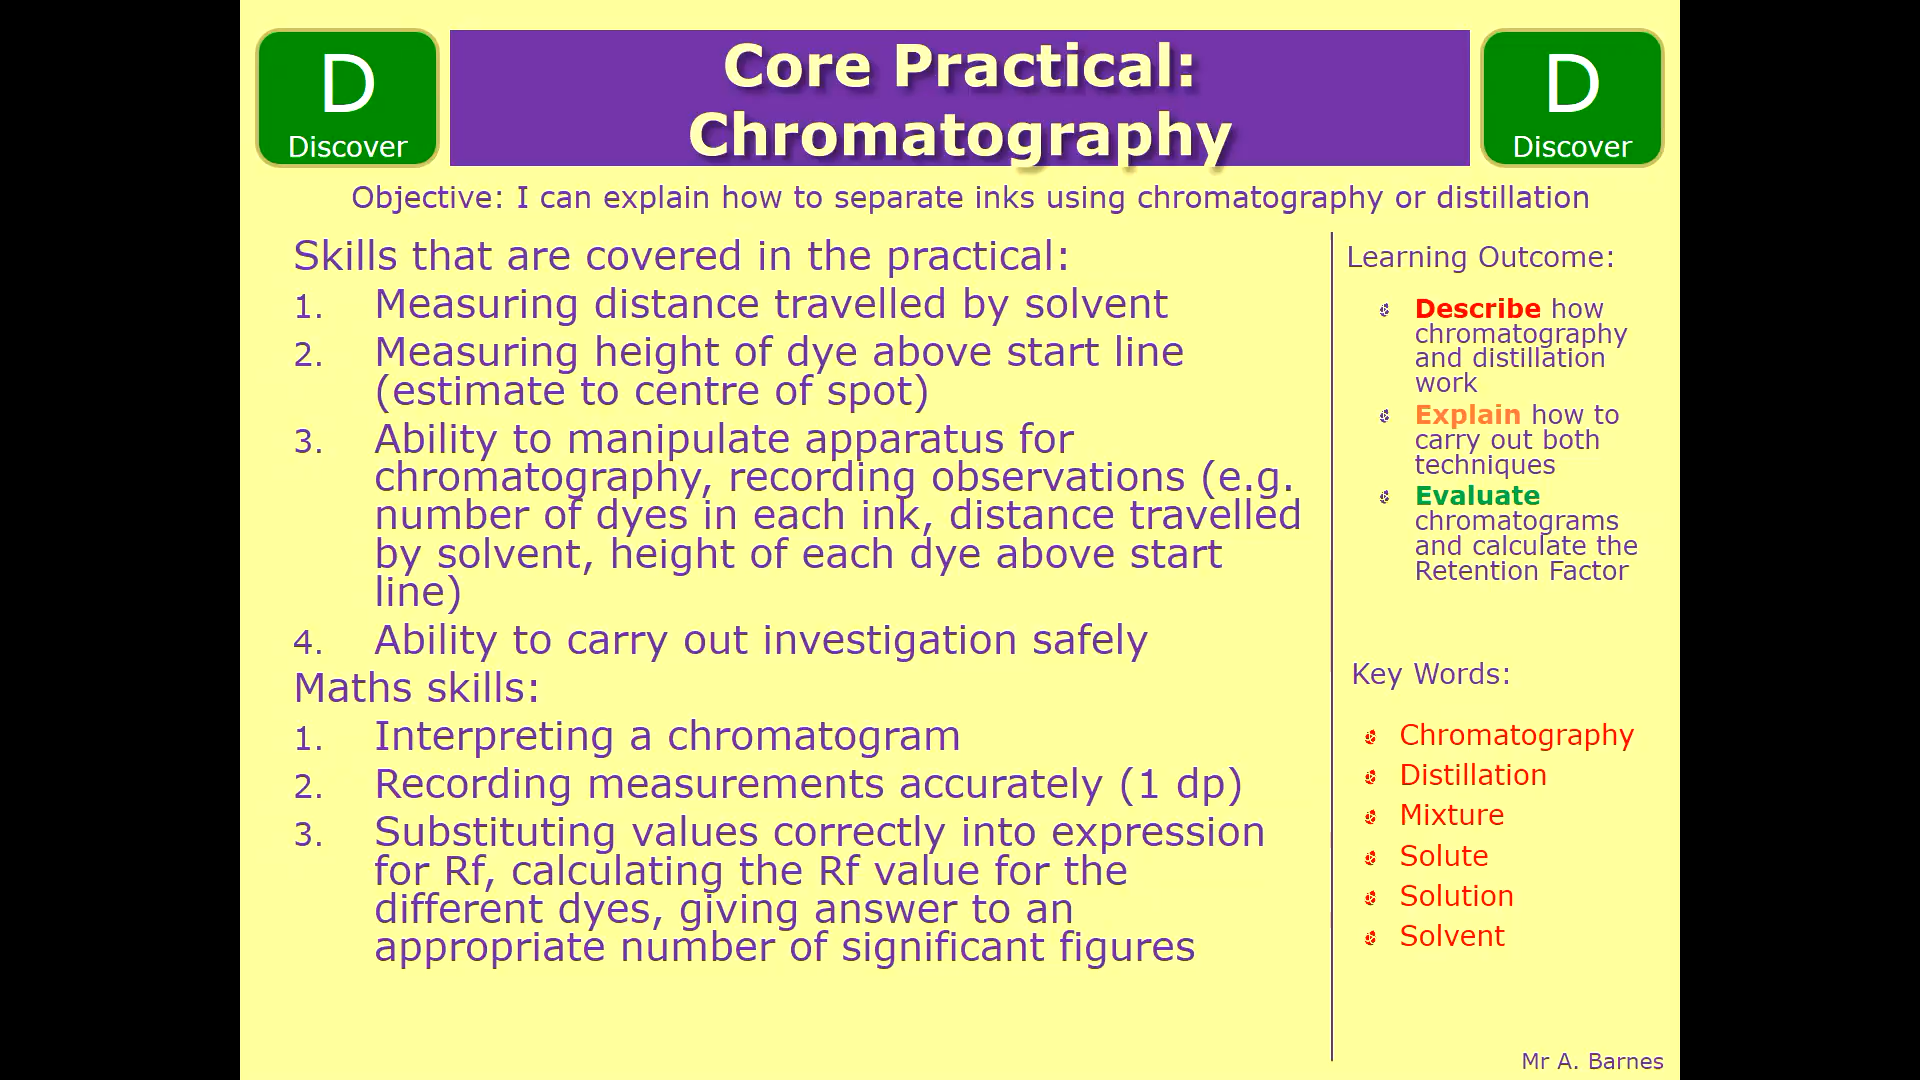 D
Discover
Core Practical:
Chromatography
D
Discover
Objective: I can explain how to separate inks using chromatography or distillation
Skills that are covered in the practical:
1. Measuring distance travelled by solvent
2. Measuring height of dye above start line
(estimate to centre of spot)
3. Ability to manipulate apparatus for
chromatography, recording observations (e.g.
number of dyes in each ink, distance travelled
by solvent, height of each dye above start
line)
4. Ability to carry out investigation safely
Maths skills:
1. Interpreting a chromatogram
2. Recording measurements accurately (1 dp)
3. Substituting values correctly into expression
for Rf, calculating the Rf value for the
different dyes, giving answer to an
appropriate number of significant figures
Learning Outcome:
Describe how
chromatography
and distillation
work
Explain how to
carry out both
techniques
Evaluate
chromatograms
and calculate the
Retention Factor
Key Words:
Chromatography
Distillation
Mixture
Solute
Solution
Solvent
Mr A. Barnes